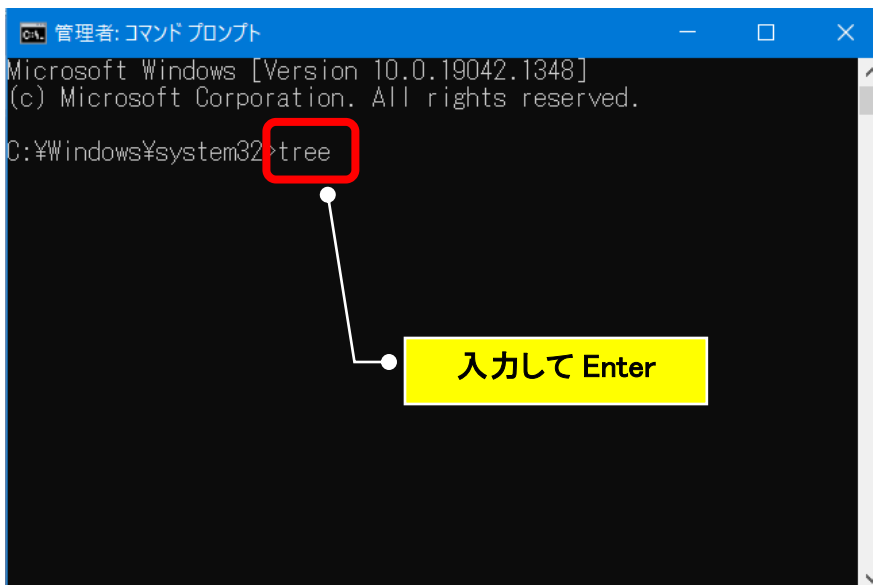 管理者: コマンド プロンプト
Microsoft Windows [Version 10.0.19042.1348]
(c) Microsoft Corporation. All rights reserved.
C:¥Windows¥system32>tree
入力して Enter